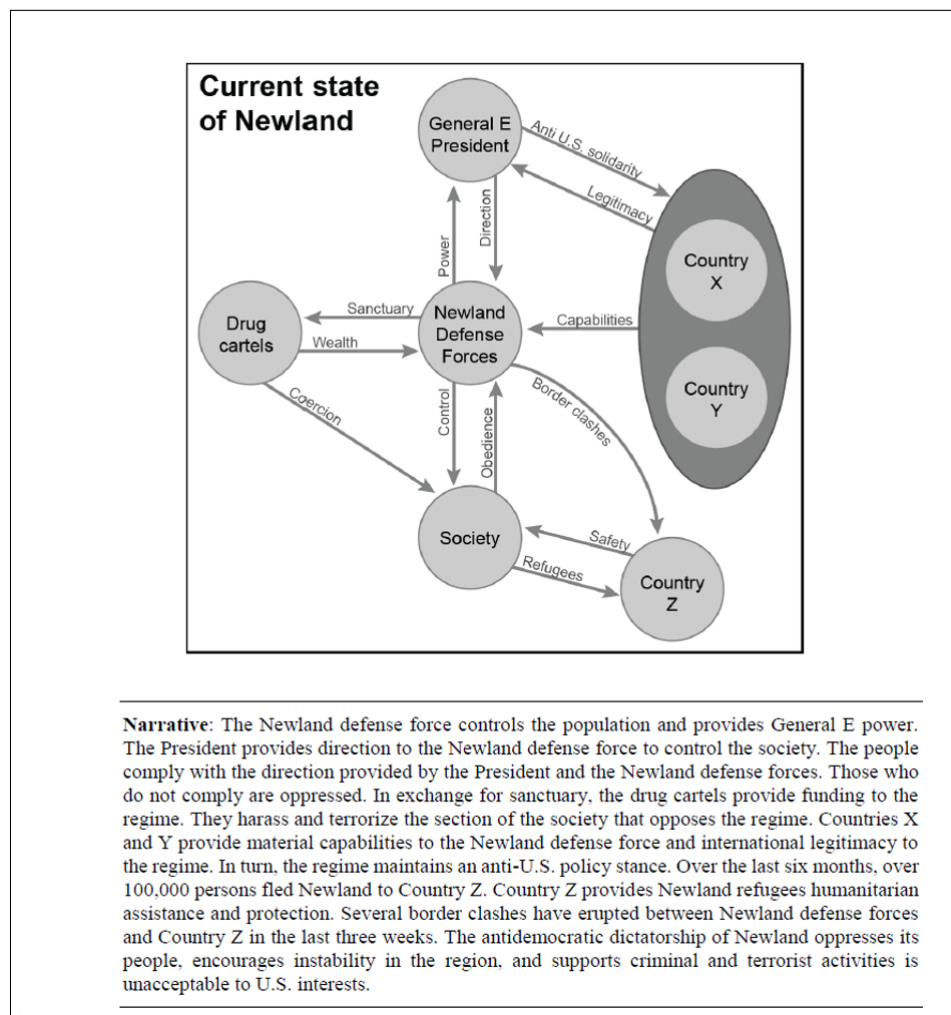 Current state
of Newland
General E
President
Anti U.S. solidarity
Legitimacy
Direction
Power
Country
X
Sanctuary
Drug
cartels
Wealth
Newland
Defense
Forces
Capabilities
Country
Y
Border clashes
Coercion
Control
Obedience
Society
Safety
Refugees
Country
Z
Narrative: The Newland defense force controls the population and provides General E power.
The President provides direction to the Newland defense force to control the society. The people
comply with the direction provided by the President and the Newland defense forces. Those who
do not comply are oppressed. In exchange for sanctuary, the drug cartels provide funding to the
regime. They harass and terrorize the section of the society that opposes the regime. Countries X
and Y provide material capabilities to the Newland defense force and international legitimacy to
the regime. In turn, the regime maintains an anti-U.S. policy stance. Over the last six months, over
100,000 persons fled Newland to Country Z. Country Z provides Newland refugees humanitarian
assistance and protection. Several border clashes have erupted between Newland defense forces
and Country Z in the last three weeks. The antidemocratic dictatorship of Newland oppresses its
people, encourages instability in the region, and supports criminal and terrorist activities is
unacceptable to U.S. interests.